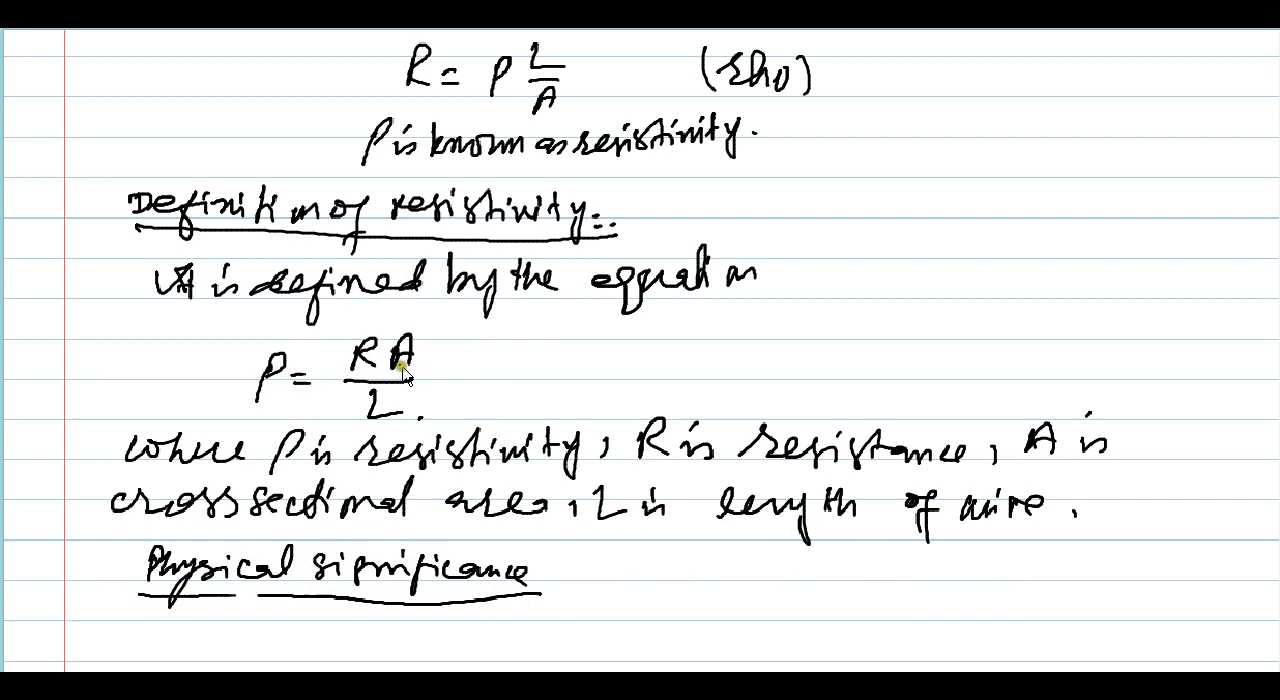 R = ρ L/A (rho)
ρ is known as resistivity.
Definition of resistivity:-
It is defined by the equation
ρ = RA/L.
where ρ is resistivity, R is resistance, A is
cross sectional area, L is length of wire.
Physical significance